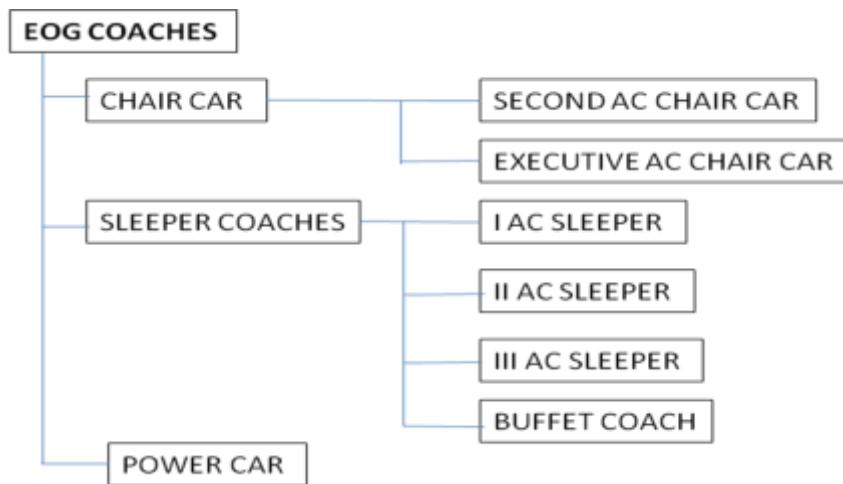 EOG COACHES
CHAIR CAR
SECOND AC CHAIR CAR
EXECUTIVE AC CHAIR CAR
SLEEPER COACHES
I AC SLEEPER
II AC SLEEPER
III AC SLEEPER
BUFFET COACH
POWER CAR